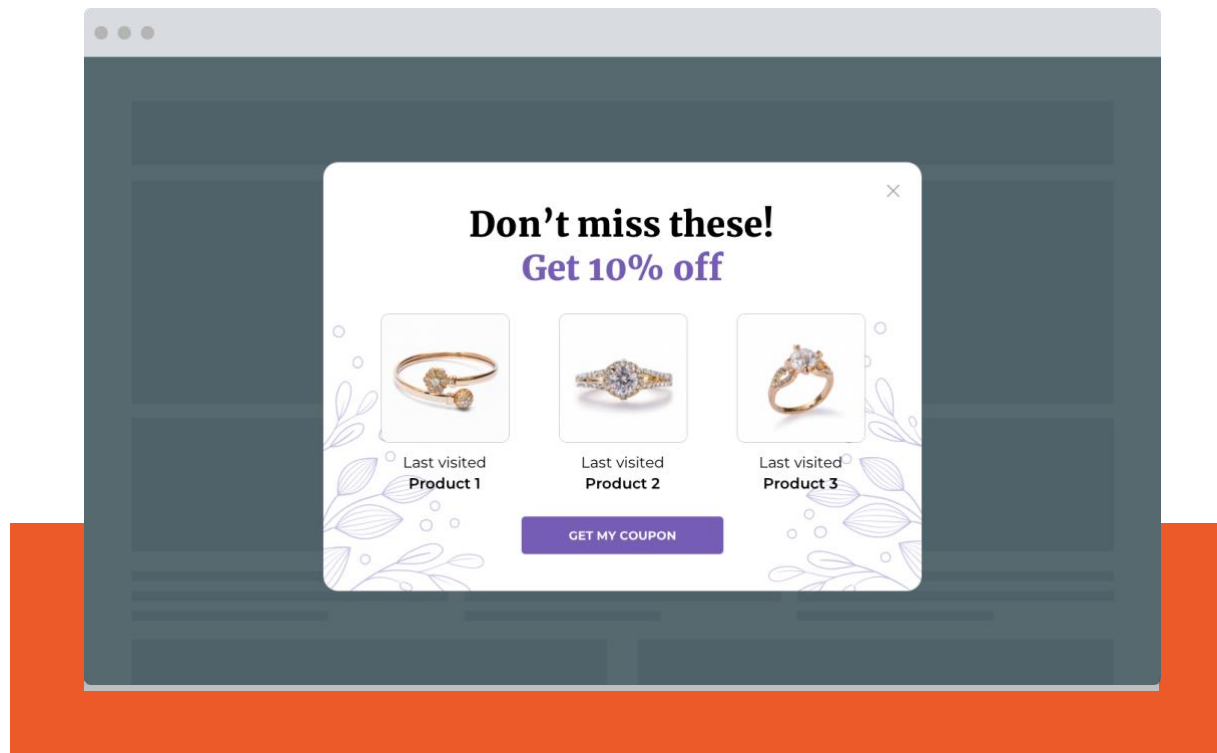 Don’t miss these!
Get 10% off
Last visited
Product 1
Last visited
Product 2
Last visited
Product 3
GET MY COUPON